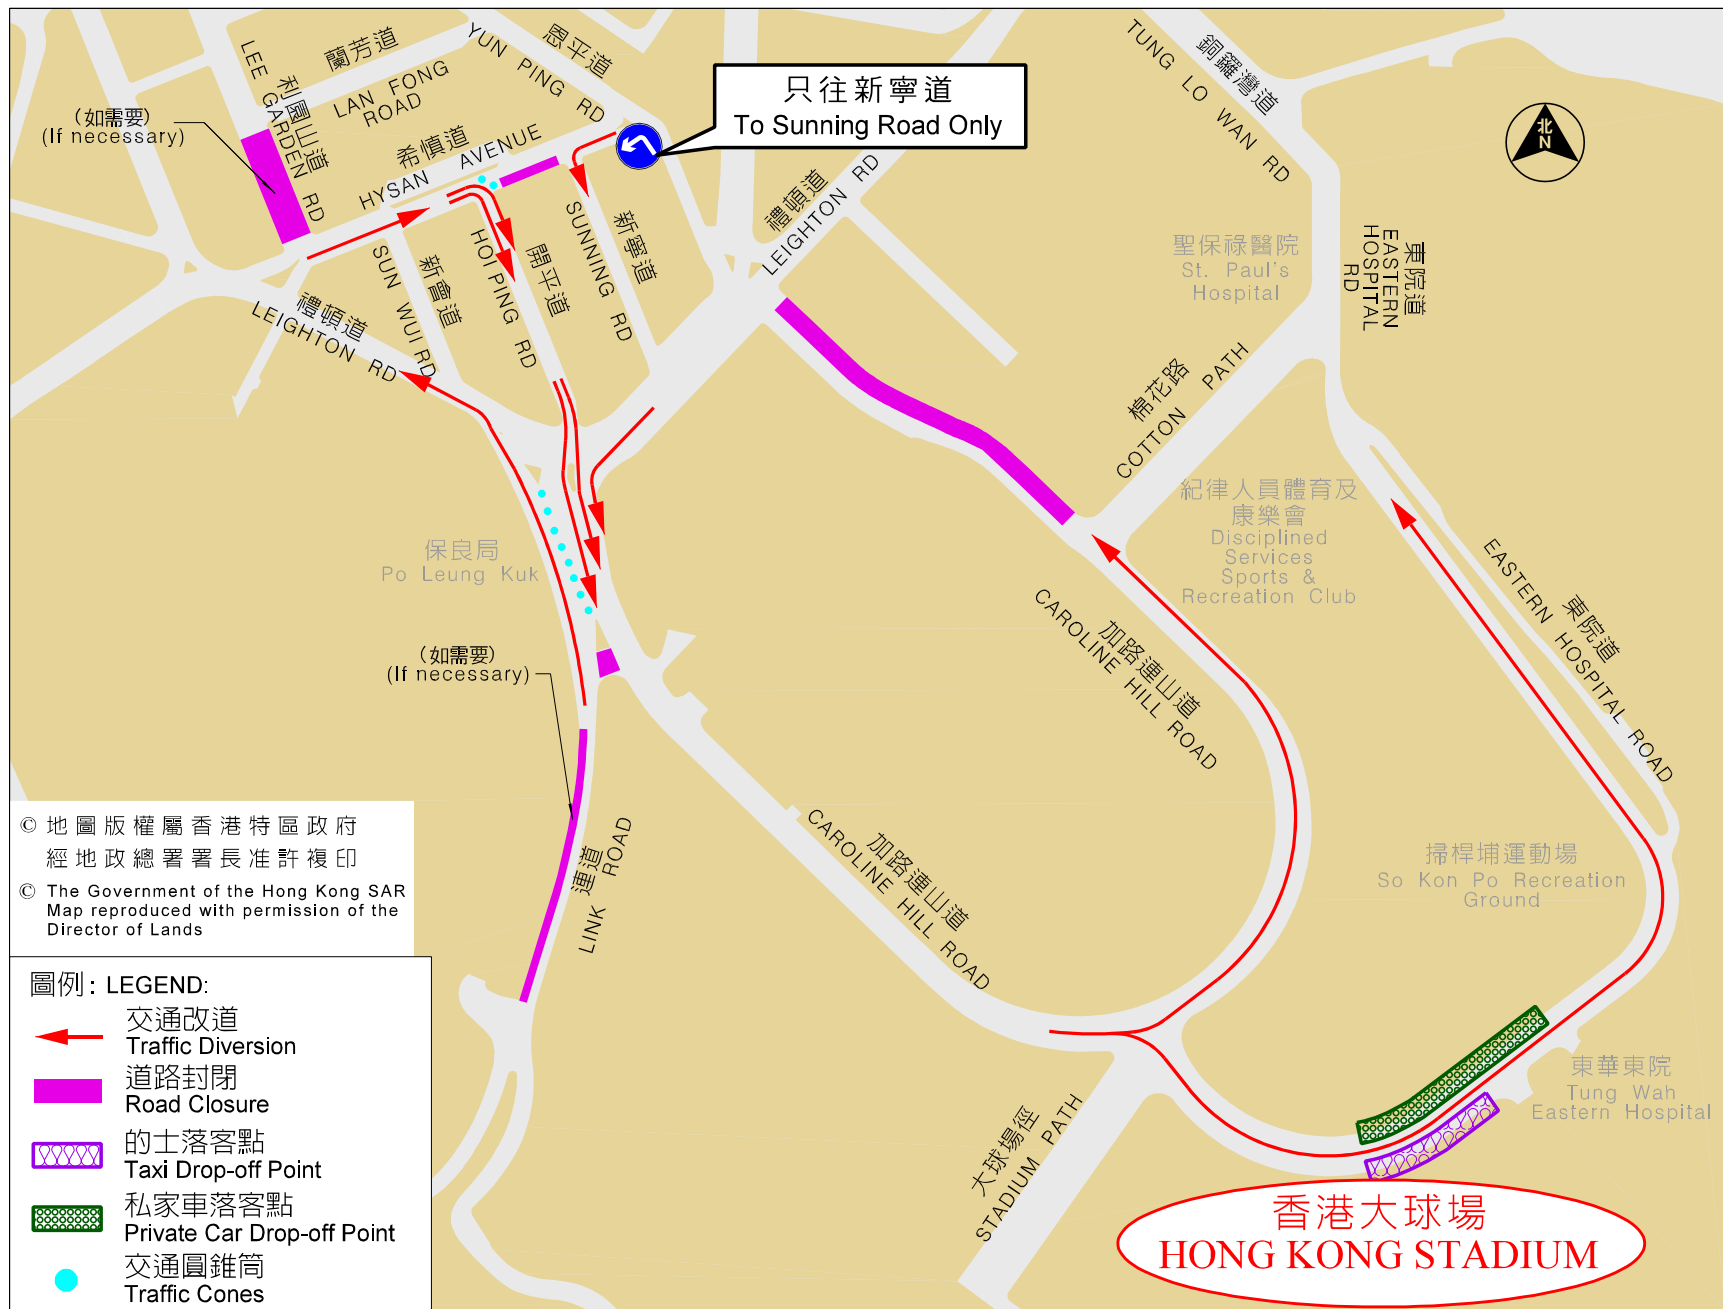 利園山道
LEE GARDEN RD
蘭芳道
LAN FONG
ROAD
恩平道
YUN PING RD
(如需要)
(If necessary)
希慎道
HYSAN AVENUE
只往新寧道
To Sunning Road Only
銅鑼灣道
TUNG LO WAN RD
北
N
禮頓道
LEIGHTON RD
新寧道
SUNNING RD
開平道
HOI PING RD
新會道
SUN WUI RD
禮頓道
LEIGHTON RD
聖保祿醫院
St. Paul's
Hospital
東院道
EASTERN
HOSPITAL
RD
棉花路
COTTON PATH
紀律人員體育及
康樂會
Disciplined
Services
Sports &
Recreation Club
保良局
Po Leung Kuk
(如需要)
(If necessary)
加路連山道
CAROLINE HILL ROAD
東院道
EASTERN HOSPITAL ROAD
連道
LINK ROAD
加路連山道
CAROLINE HILL ROAD
掃桿埔運動場
So Kon Po Recreation
Ground
東華東院
Tung Wah
Eastern Hospital
大球場徑
STADIUM PATH
香港大球場
HONG KONG STADIUM
© 地圖版權屬香港特區政府
經地政總署署長准許複印
© The Government of the Hong Kong SAR
Map reproduced with permission of the
Director of Lands
圖例: LEGEND:
交通改道
Traffic Diversion
道路封閉
Road Closure
的士落客點
Taxi Drop-off Point
私家車落客點
Private Car Drop-off Point
交通圓錐筒
Traffic Cones